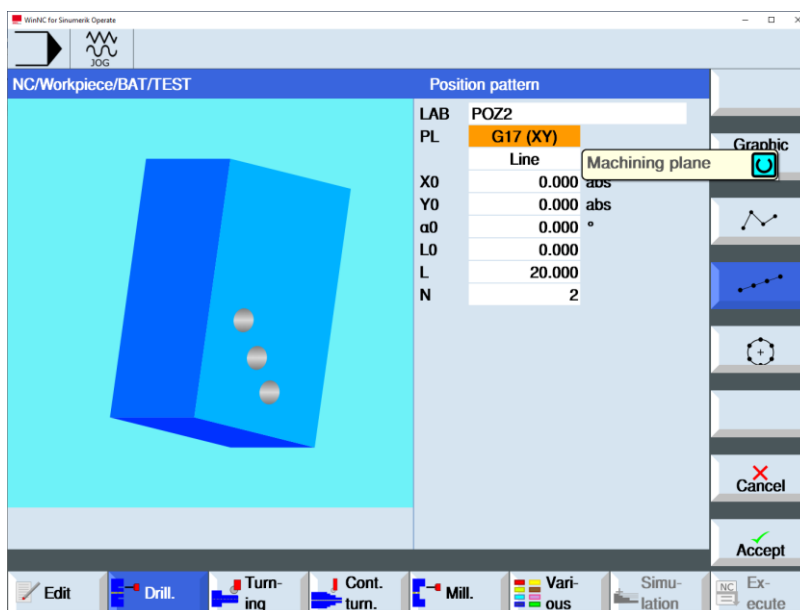 WinNC for Sinumerik Operate
JOG
NC/Workpiece/BAT/TEST
Position pattern
LAB POZ2
PL G17 (XY)
Line
Machining plane
X0 0.000 abs
Y0 0.000 abs
α0 0.000 °
L0 0.000
L 20.000
N 2
Graphic
Cancel
Accept
Edit
Drill.
Turn-
ing
Cont.
turn.
Mill.
Vari-
ous
Simu-
lation
NC
Ex-
ecute